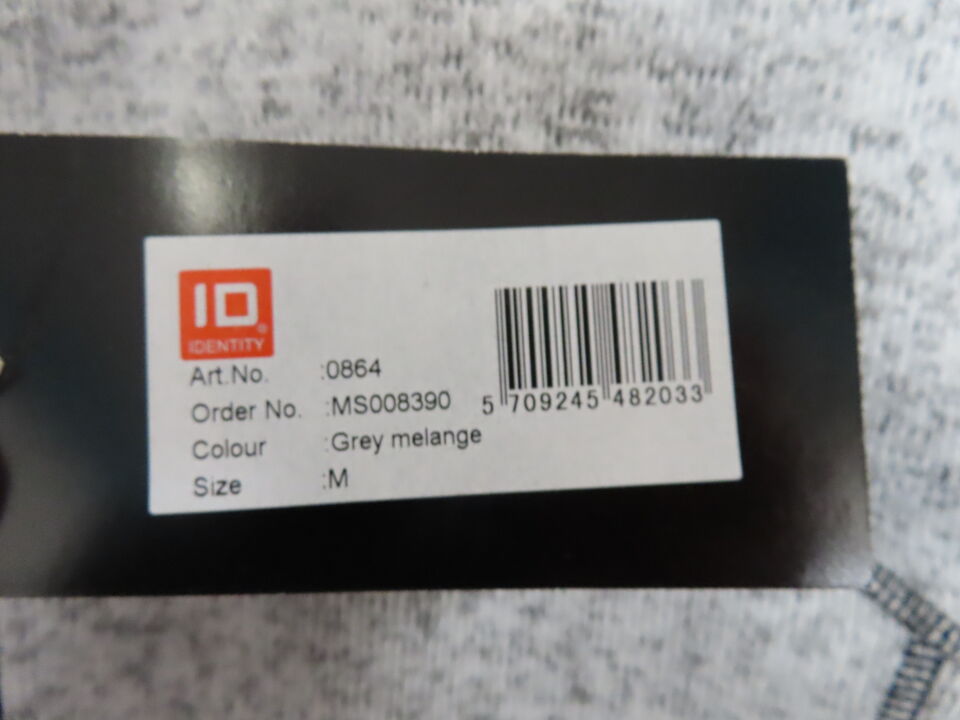 ID®
IDENTITY
Art.No. :0864
Order No. :MS008390
Colour :Grey melange
Size :M
5 709245 482033